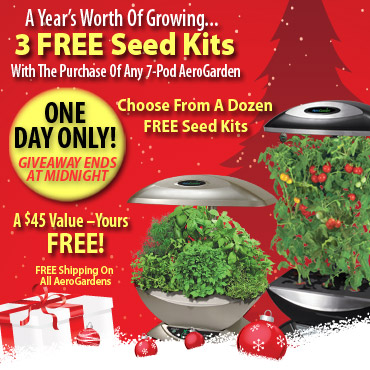 A Year's Worth Of Growing...
3 FREE Seed Kits
With The Purchase Of Any 7-Pod AeroGarden
ONE
DAY ONLY!
GIVEAWAY ENDS
AT MIDNIGHT
Choose From A Dozen
FREE Seed Kits
A $45 Value –Yours
FREE!
FREE Shipping On
All AeroGardens